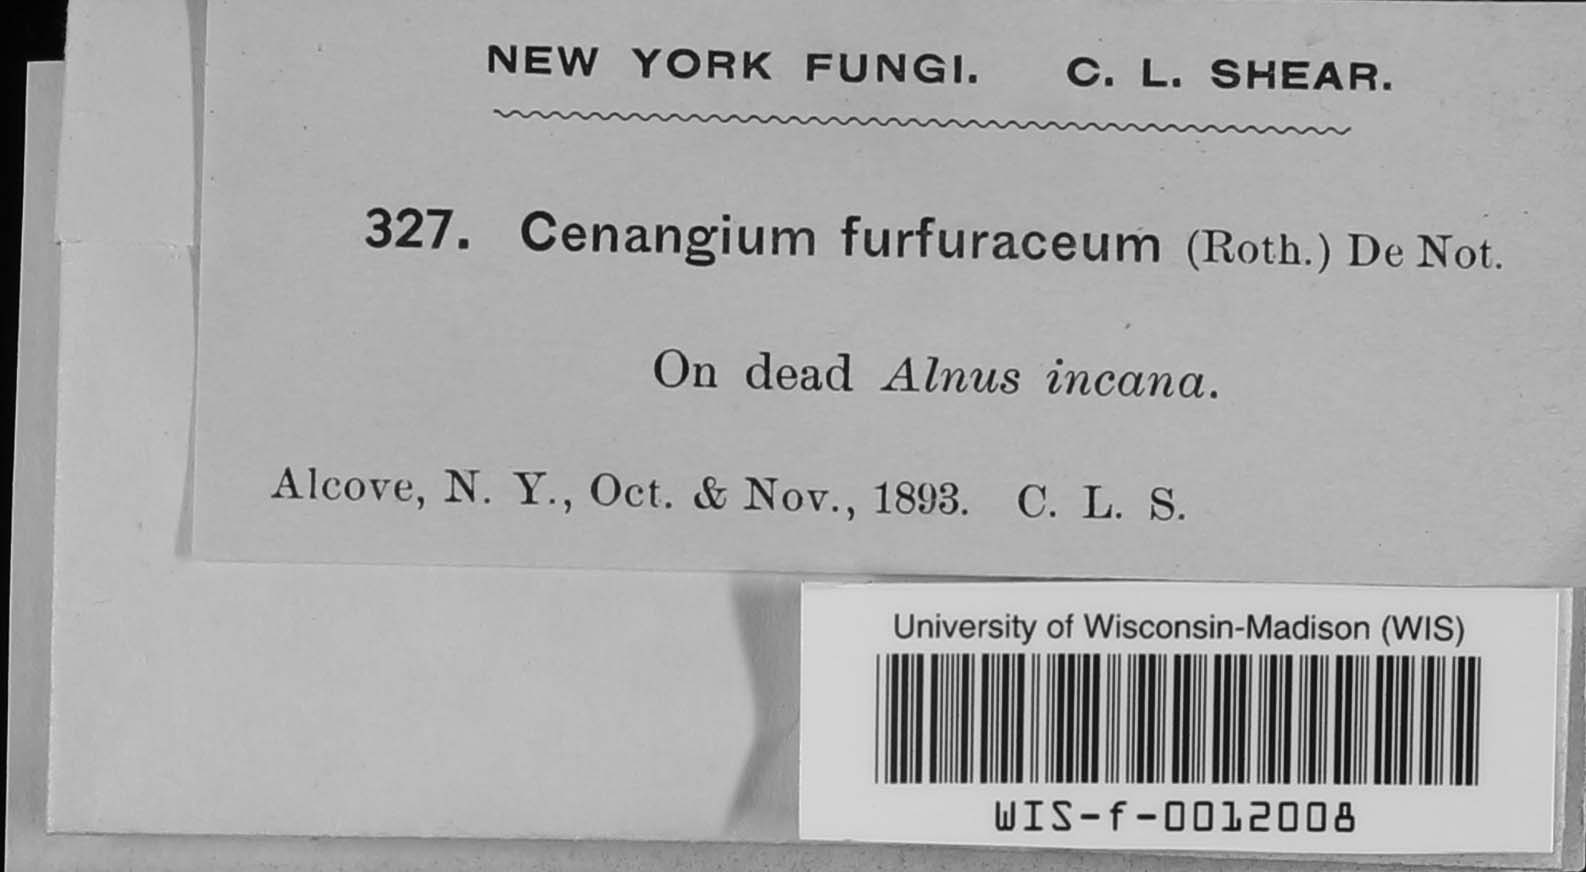 NEW YORK FUNGI. C. L. SHEAR.
327. Cenangium furfuraceum (Roth.) De Not.
On dead Alnus incana.
Alcove, N. Y., Oct. & Nov., 1893. C. L. S.
University of Wisconsin-Madison (WIS)
WIS-f-0012008